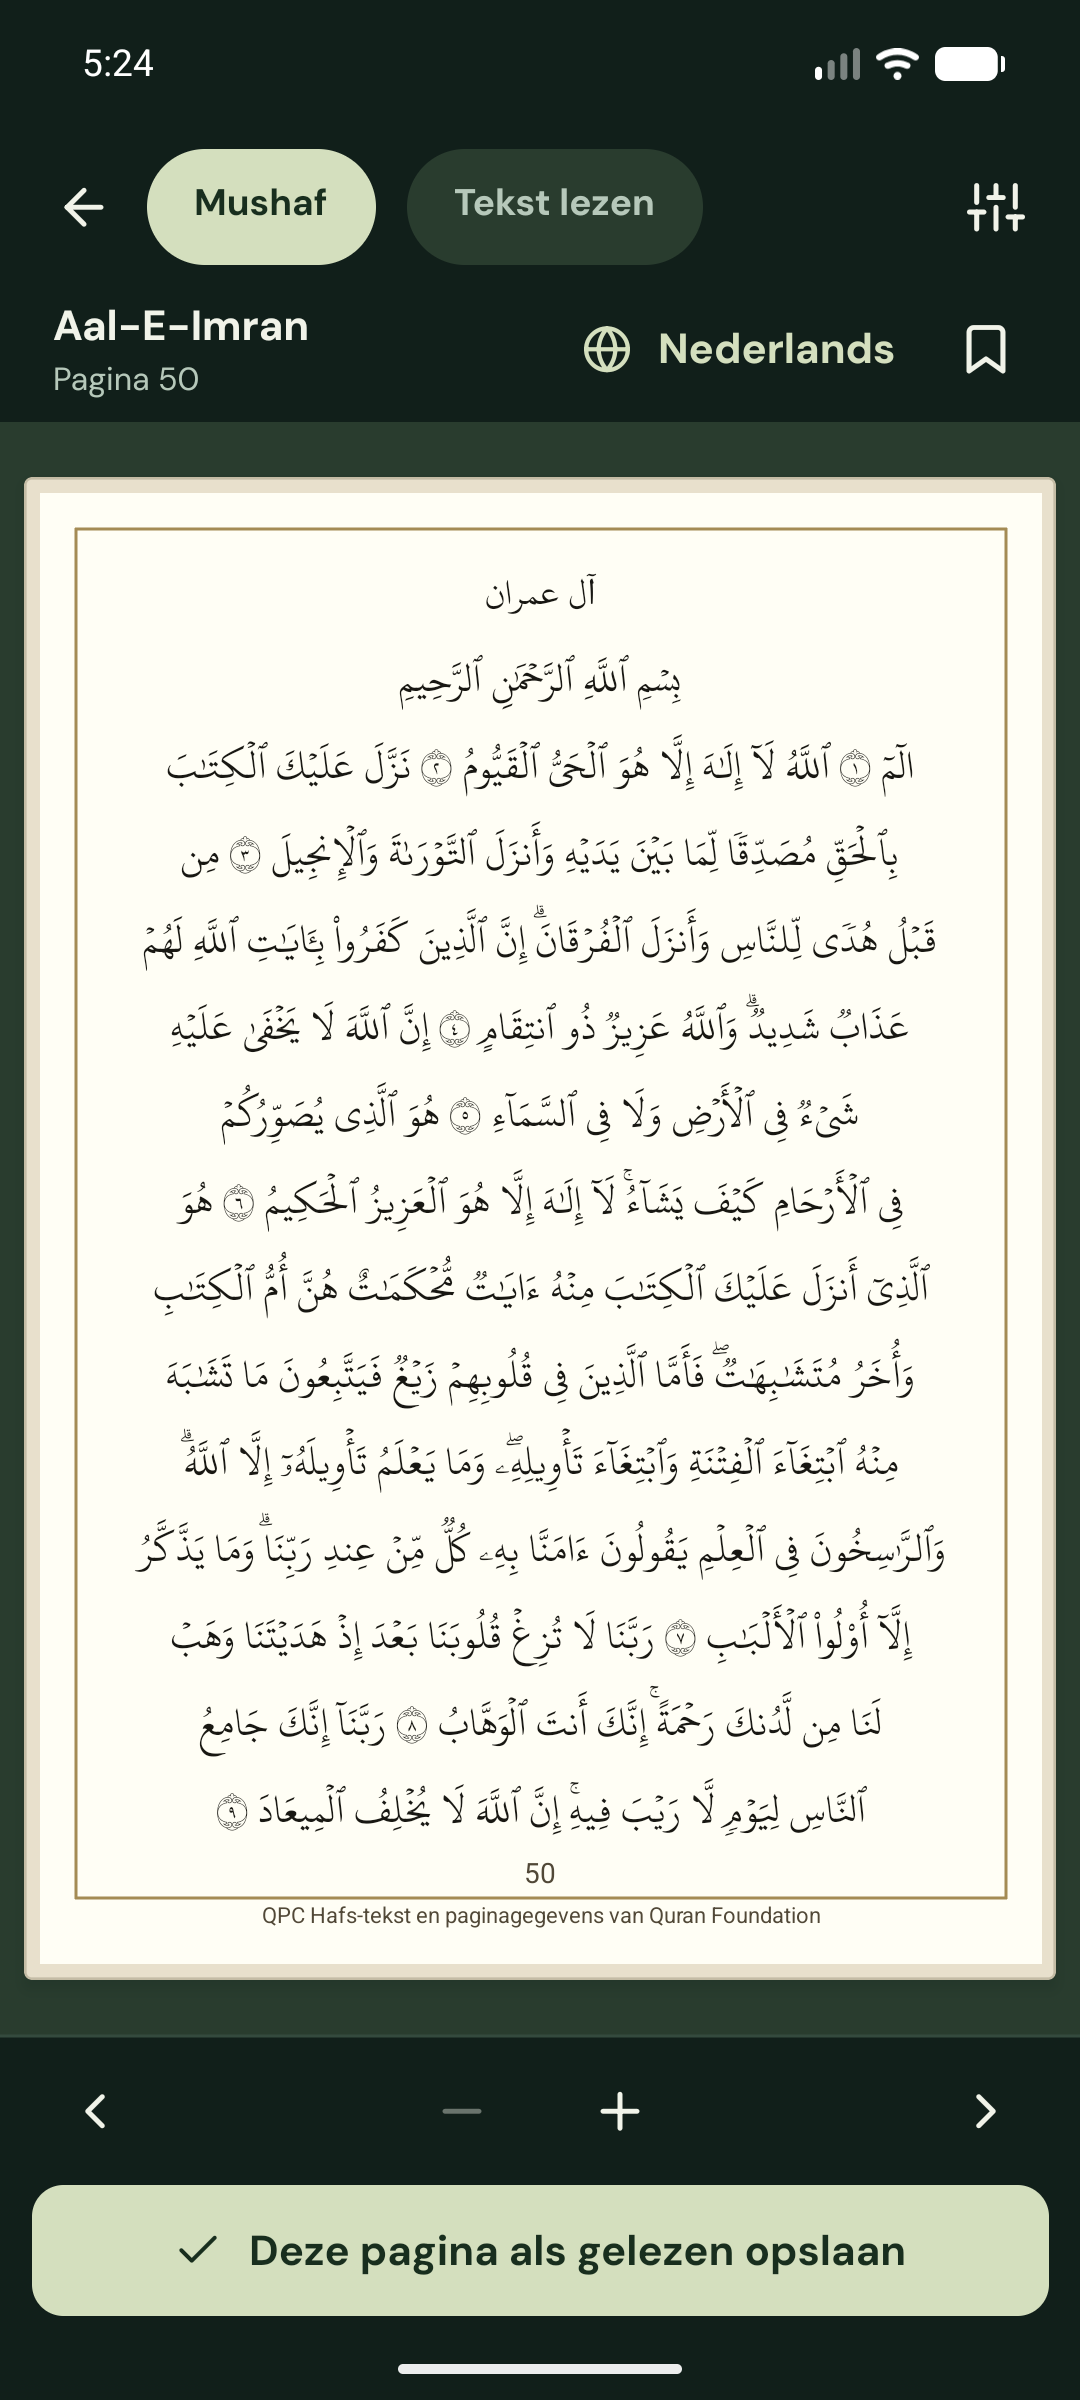 5:24
Mushaf
Tekst lezen
Aal-E-Imran
Pagina 50
Nederlands
آل عمران
بِسۡمِ ٱللَّهِ ٱلرَّحۡمَٰنِ ٱلرَّحِيمِ
الٓمٓ ١ ٱللَّهُ لَآ إِلَٰهَ إِلَّا هُوَ ٱلۡحَيُّ ٱلۡقَيُّومُ ٢ نَزَّلَ عَلَيۡكَ ٱلۡكِتَٰبَ
بِٱلۡحَقِّ مُصَدِّقٗا لِّمَا بَيۡنَ يَدَيۡهِ وَأَنزَلَ ٱلتَّوۡرَىٰةَ وَٱلۡإِنجِيلَ ٣ مِن
قَبۡلُ هُدٗى لِّلنَّاسِ وَأَنزَلَ ٱلۡفُرۡقَانَۗ إِنَّ ٱلَّذِينَ كَفَرُواْ بِـَٔايَٰتِ ٱللَّهِ لَهُمۡ
عَذَابٞ شَدِيدٞۗ وَٱللَّهُ عَزِيزٞ ذُو ٱنتِقَامٍ ٤ إِنَّ ٱللَّهَ لَا يَخۡفَىٰ عَلَيۡهِ
شَيۡءٞ فِي ٱلۡأَرۡضِ وَلَا فِي ٱلسَّمَآءِ ٥ هُوَ ٱلَّذِي يُصَوِّرُكُمۡ
فِي ٱلۡأَرۡحَامِ كَيۡفَ يَشَآءُۚ لَآ إِلَٰهَ إِلَّا هُوَ ٱلۡعَزِيزُ ٱلۡحَكِيمُ ٦ هُوَ
ٱلَّذِيٓ أَنزَلَ عَلَيۡكَ ٱلۡكِتَٰبَ مِنۡهُ ءَايَٰتٞ مُّحۡكَمَٰتٌ هُنَّ أُمُّ ٱلۡكِتَٰبِ
وَأُخَرُ مُتَشَٰبِهَٰتٞۖ فَأَمَّا ٱلَّذِينَ فِي قُلُوبِهِمۡ زَيۡغٞ فَيَتَّبِعُونَ مَا تَشَٰبَهَ
مِنۡهُ ٱبۡتِغَآءَ ٱلۡفِتۡنَةِ وَٱبۡتِغَآءَ تَأۡوِيلِهِۦۖ وَمَا يَعۡلَمُ تَأۡوِيلَهُۥٓ إِلَّا ٱللَّهُۗ
وَٱلرَّٰسِخُونَ فِي ٱلۡعِلۡمِ يَقُولُونَ ءَامَنَّا بِهِۦ كُلّٞ مِّنۡ عِندِ رَبِّنَاۗ وَمَا يَذَّكَّرُ
إِلَّآ أُوْلُواْ ٱلۡأَلۡبَٰبِ ٧ رَبَّنَا لَا تُزِغۡ قُلُوبَنَا بَعۡدَ إِذۡ هَدَيۡتَنَا وَهَبۡ
لَنَا مِن لَّدُنكَ رَحۡمَةًۚ إِنَّكَ أَنتَ ٱلۡوَهَّابُ ٨ رَبَّنَآ إِنَّكَ جَامِعُ
ٱلنَّاسِ لِيَوۡمٖ لَّا رَيۡبَ فِيهِۚ إِنَّ ٱللَّهَ لَا يُخۡلِفُ ٱلۡمِيعَادَ ٩
50
QPC Hafs-tekst en paginagegevens van Quran Foundation
Deze pagina als gelezen opslaan